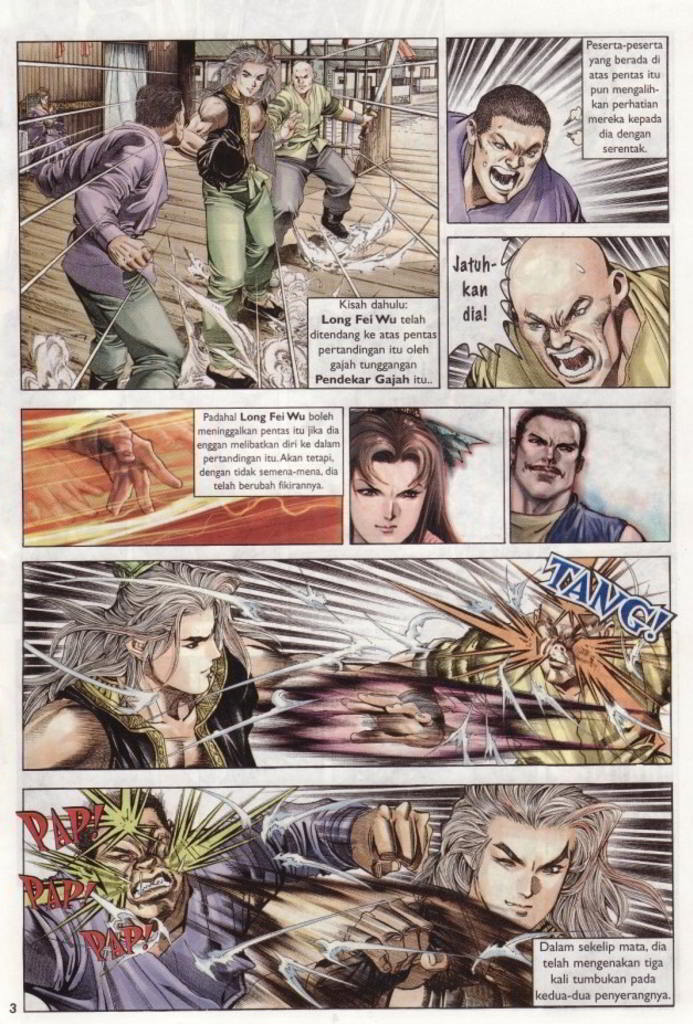 Kisah dahulu:
Long Fei Wu telah
ditendang ke atas pentas
pertandingan itu oleh
gajah tunggangan
Pendekar Gajah itu..
Peserta-peserta
yang berada di
atas pentas itu
pun mengalih-
kan perhatian
mereka kepada
dia dengan
serentak.
Jatuh-
kan
dia!
Padahal Long Fei Wu boleh
meninggalkan pentas itu jika dia
enggan melibatkan diri ke dalam
pertandingan itu. Akan tetapi,
dengan tidak semena-mena, dia
telah berubah fikirannya.
TANG!
PAP!
PAP!
PAP!
Dalam sekelip mata, dia
telah mengenakan tiga
kali tumbukan pada
kedua-dua penyerangnya.
3